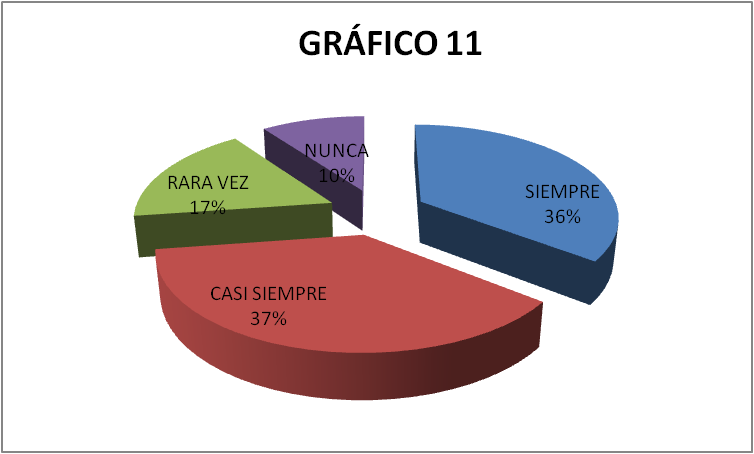 GRÁFICO 11
NUNCA
10%
RARA VEZ
17%
SIEMPRE
36%
CASI SIEMPRE
37%